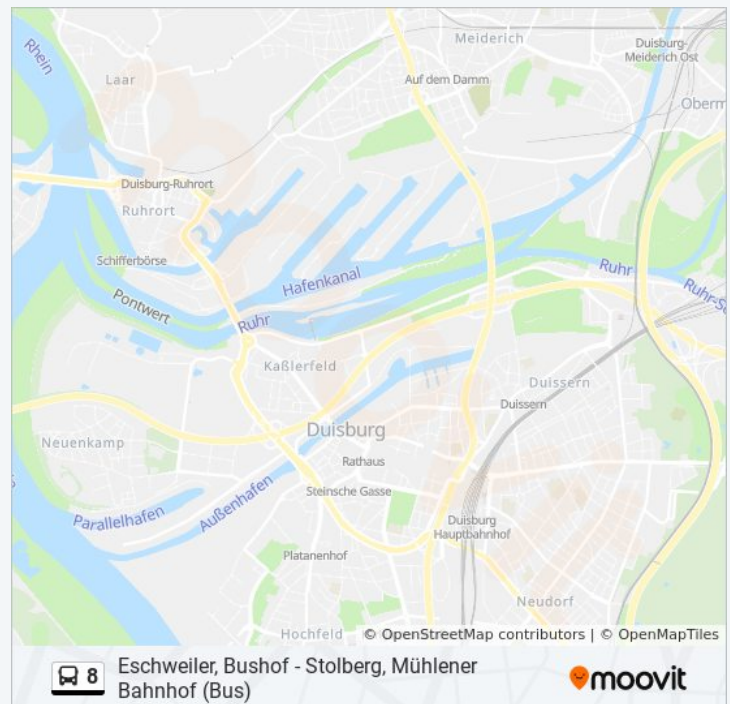 Meiderich
Duisburg-
Meiderich Ost
Rhein
Laar
Auf dem Damm
Oberm
Duisburg-Ruhrort
Ruhrort
Schifferbörse
Hafenkanal
Ruhr
Pontwert
Ruhr-S
Ruhr
Kaßlerfeld
Duissern
Duissern
Neuenkamp
Duisburg
Rathaus
Steinsche Gasse
Außenhafen
Parallelhafen
Duisburg
Hauptbahnhof
Platanenhof
Neudorf
Hochfeld
© OpenStreetMap contributors | © OpenMapTiles
8
Eschweiler, Bushof - Stolberg, Mühlener
Bahnhof (Bus)
moovit